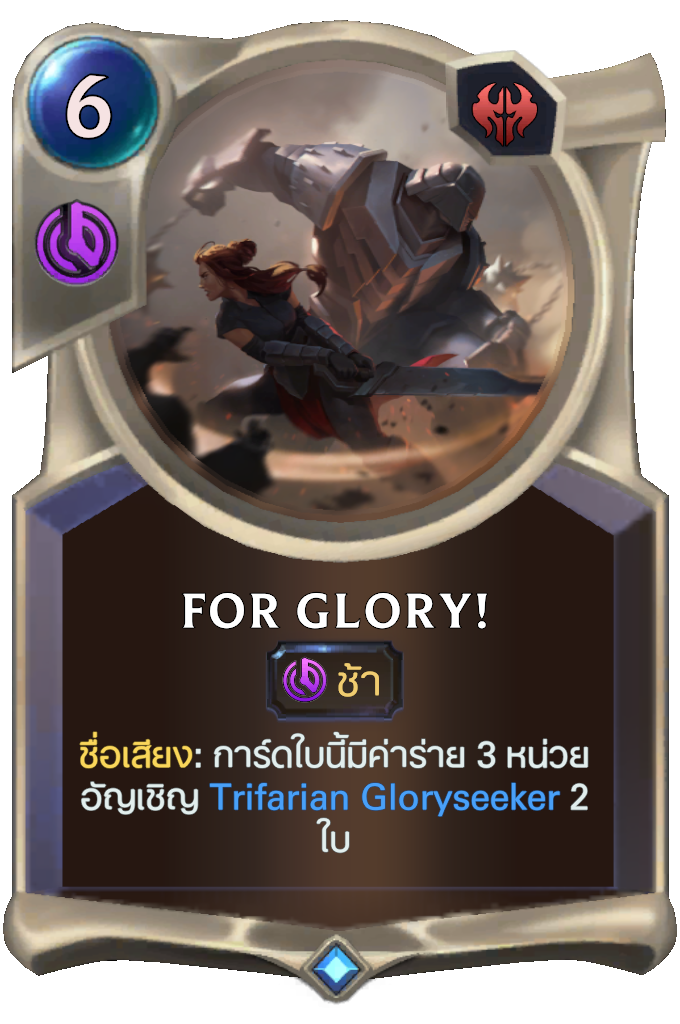 6
FOR GLORY!
ช้า
ชื่อเสียง: การ์ดใบนี้มีค่าร่าย 3 หน่วย
อัญเชิญ Trifarian Gloryseeker 2
ใบ